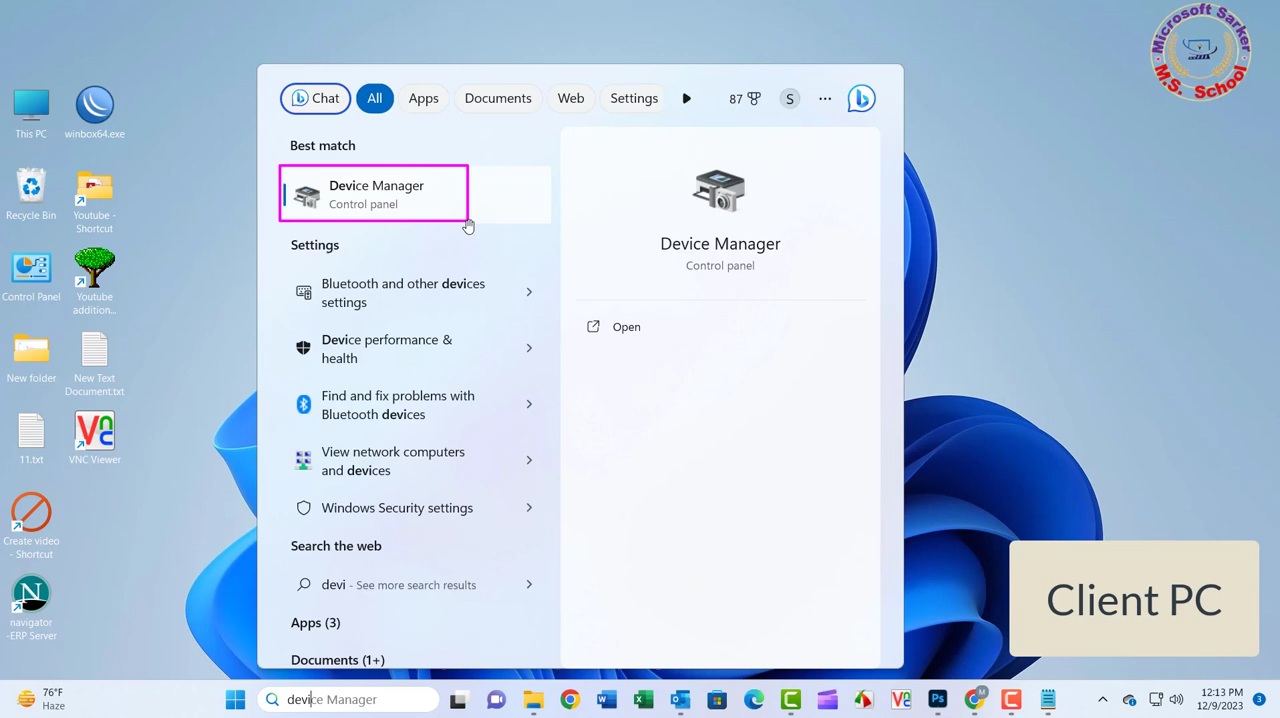 Microsoft Sarker
M.S. School
Chat
All
Apps
Documents
Web
Settings
87
S
Best match
Device Manager
Control panel
Settings
Bluetooth and other devices
settings
Device performance &
health
Find and fix problems with
Bluetooth devices
View network computers
and devices
Windows Security settings
Search the web
devi - See more search results
Apps (3)
Documents (1+)
Device Manager
Control panel
Open
This PC
winbox64.exe
Recycle Bin
Youtube -
Shortcut
Control Panel
Youtube
addition...
New folder
New Text
Document.txt
11.txt
VNC Viewer
Create video
- Shortcut
navigator
-ERP Server
Client PC
76°F
Haze
device Manager
12:13 PM
12/9/2023
3